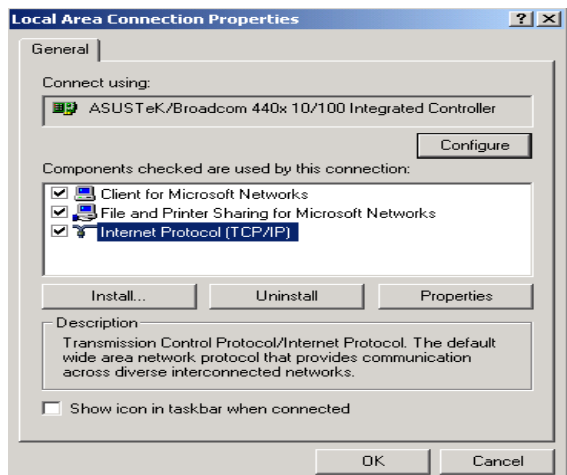 Local Area Connection Properties
General
Connect using:
ASUSTeK/Broadcom 440x 10/100 Integrated Controller
Configure
Components checked are used by this connection:
Client for Microsoft Networks
File and Printer Sharing for Microsoft Networks
Internet Protocol (TCP/IP)
Install...
Uninstall
Properties
Description
Transmission Control Protocol/Internet Protocol. The default
wide area network protocol that provides communication
across diverse interconnected networks.
Show icon in taskbar when connected
OK
Cancel